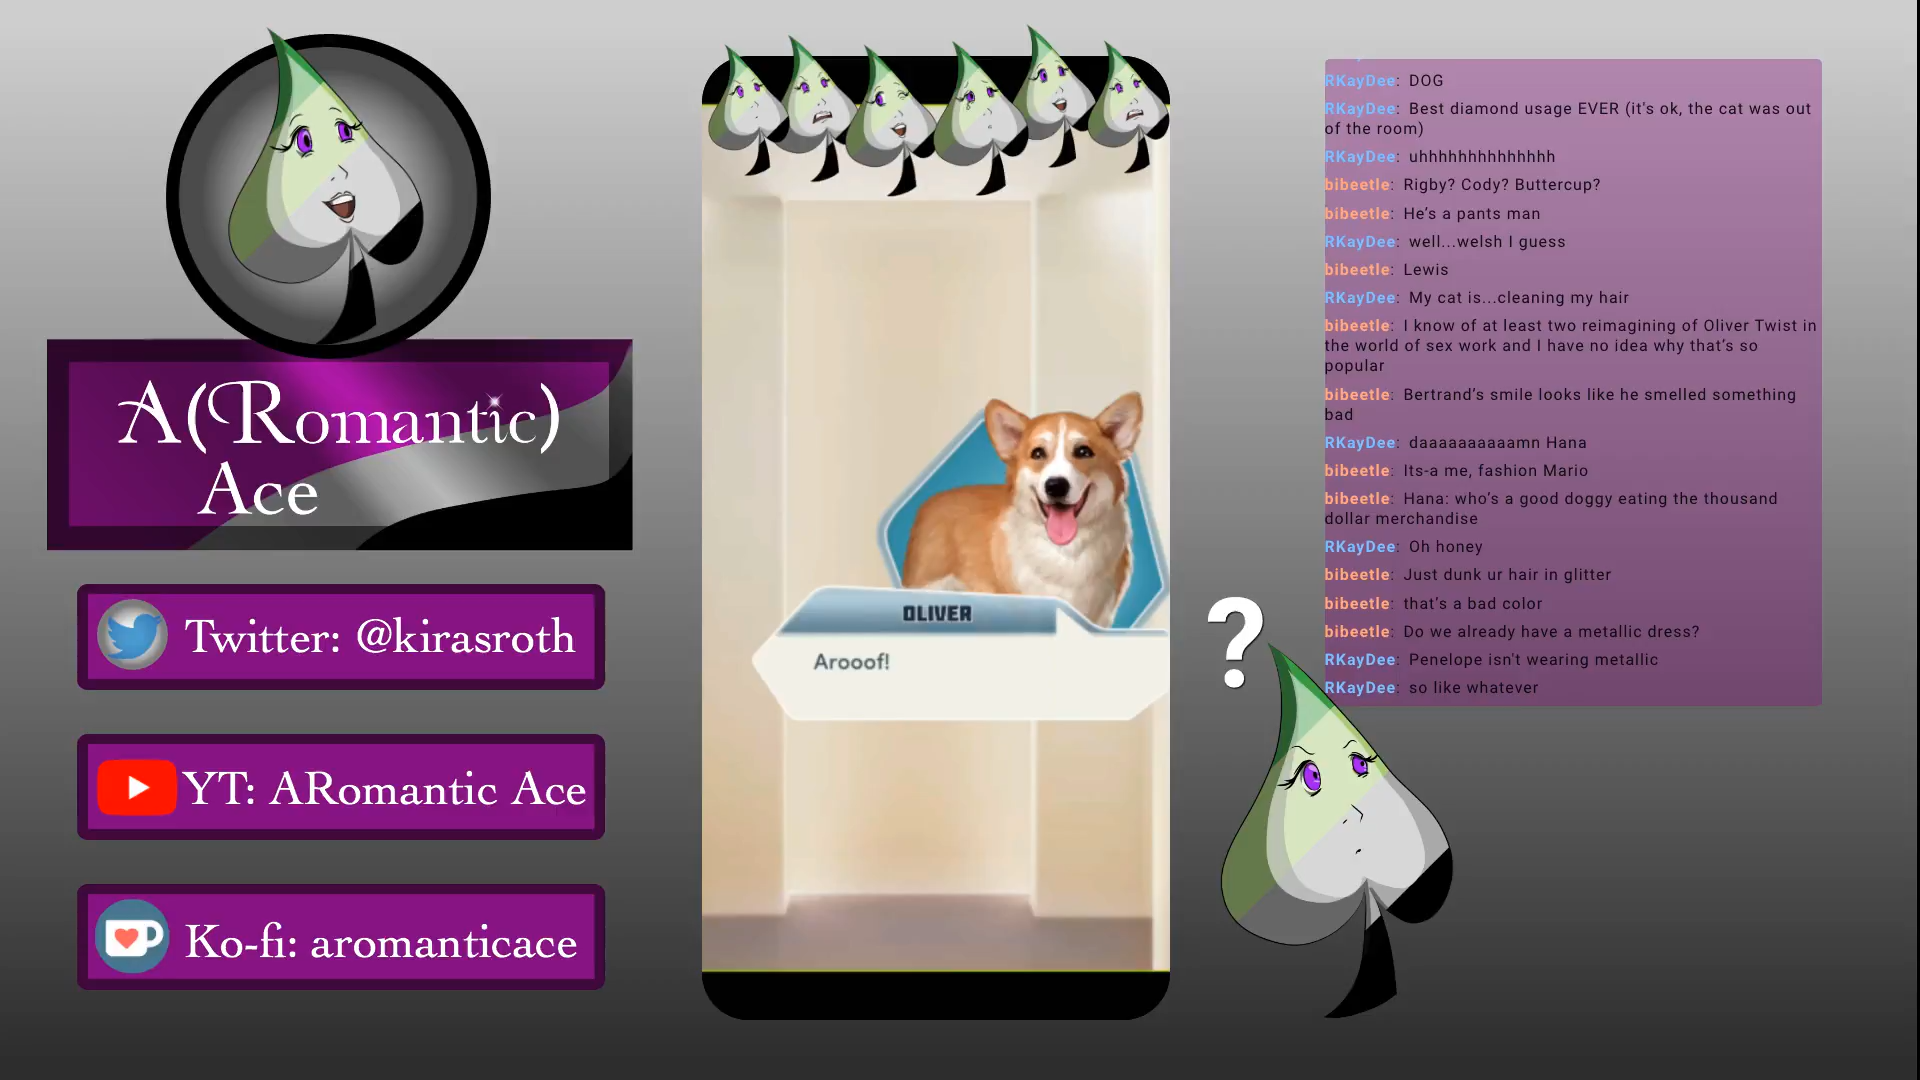 A(Romantic)
Ace
Twitter: @kirasroth
YT: ARomantic Ace
Ko-fi: aromanticace
OLIVER
Arooof!
?
RKayDee: DOG
RKayDee: Best diamond usage EVER (it's ok, the cat was out
of the room)
RKayDee: uhhhhhhhhhhhhhh
bibeetle: Rigby? Cody? Buttercup?
bibeetle: He's a pants man
RKayDee: well...welsh I guess
bibeetle: Lewis
RKayDee: My cat is...cleaning my hair
bibeetle: I know of at least two reimagining of Oliver Twist in
the world of sex work and I have no idea why that's so
popular
bibeetle: Bertrand's smile looks like he smelled something
bad
RKayDee: daaaaaaaaaamn Hana
bibeetle: Its-a me, fashion Mario
bibeetle: Hana: who's a good doggy eating the thousand
dollar merchandise
RKayDee: Oh honey
bibeetle: Just dunk ur hair in glitter
bibeetle: that's a bad color
bibeetle: Do we already have a metallic dress?
RKayDee: Penelope isn't wearing metallic
RKayDee: so like whatever